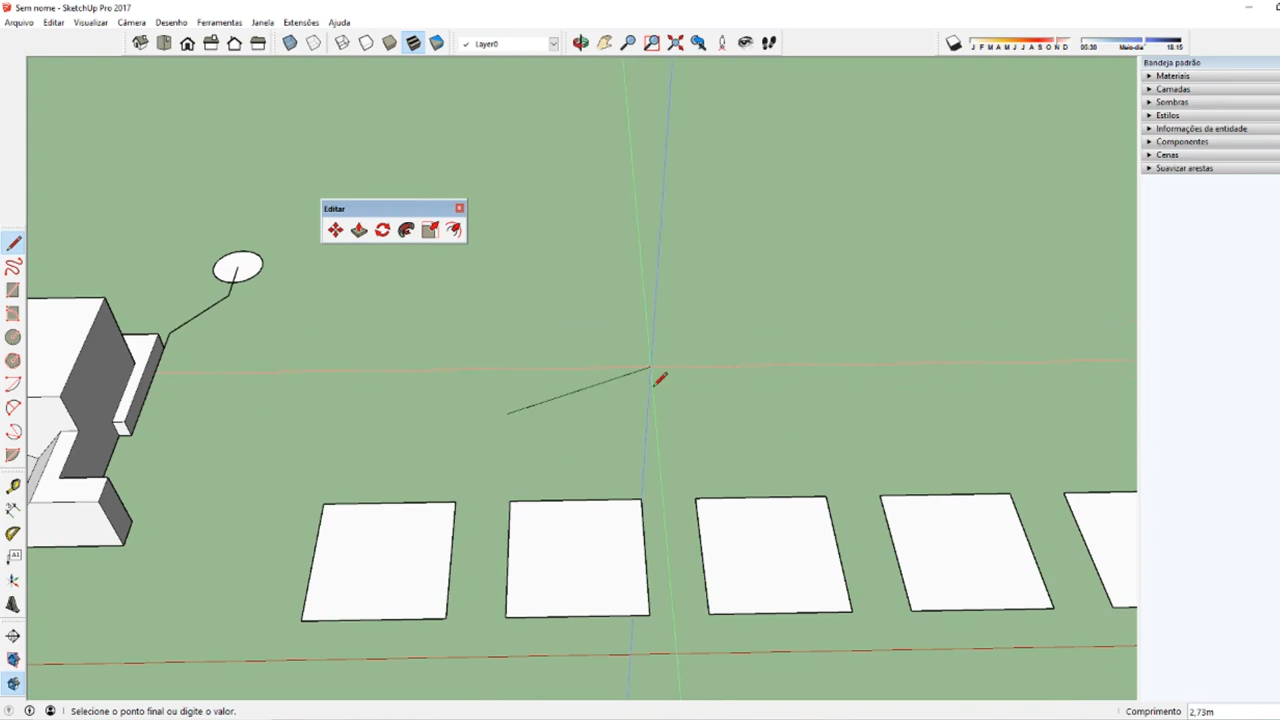 Sem nome - SketchUp Pro 2017
Arquivo Editar Visualizar Câmera Desenho Ferramentas Janela Extensões Ajuda
Layer0
J F M A M J J A S O N D
05:30 Meio-dia 18:15
Bandeja padrão
Materiais
Camadas
Sombras
Estilos
Informações da entidade
Componentes
Cenas
Suavizar arestas
Editar
A1
Selecione o ponto final ou digite o valor.
Comprimento 2,73m